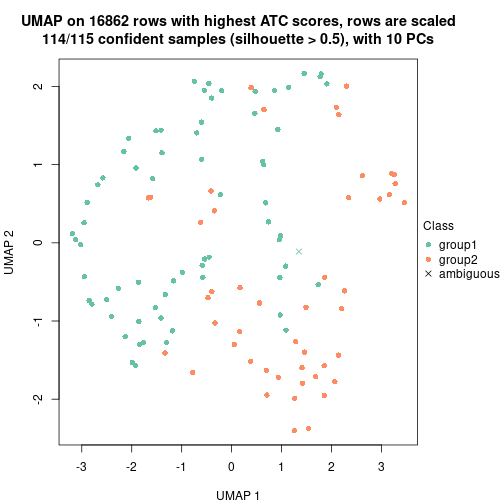 UMAP on 16862 rows with highest ATC scores, rows are scaled
114/115 confident samples (silhouette > 0.5), with 10 PCs
2
1
0
-1
-2
UMAP 2
-3
-2
-1
0
1
2
3
UMAP 1
Class
group1
group2
ambiguous